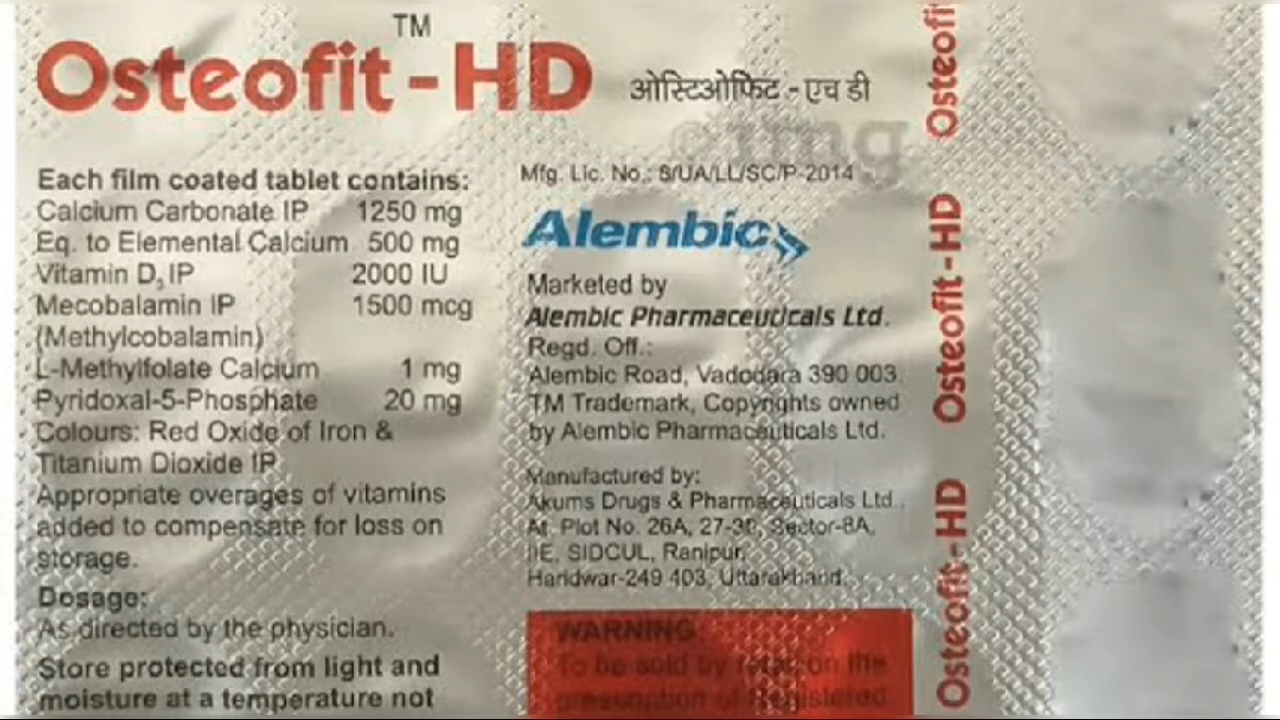 TM
Osteofit - HD
ओस्टिओफिट - एच डी
Each film coated tablet contains:
Calcium Carbonate IP 1250 mg
Eq. to Elemental Calcium 500 mg
Vitamin D3 IP 2000 IU
Mecobalamin IP 1500 mcg
(Methylcobalamin)
L-Methylfolate Calcium 1 mg
Pyridoxal-5-Phosphate 20 mg
Colours: Red Oxide of Iron &
Titanium Dioxide IP
Appropriate overages of vitamins
added to compensate for loss on
storage.
Dosage:
As directed by the physician.
Store protected from light and
moisture at a temperature not
Mfg. Lic. No.: 8/UA/LL/SC/P-2014
1mg
Alembic
Marketed by
Alembic Pharmaceuticals Ltd.
Regd. Off.:
Alembic Road, Vadodara 390 003.
TM Trademark, Copyrights owned
by Alembic Pharmaceuticals Ltd.
Manufactured by:
Akums Drugs & Pharmaceuticals Ltd.,
At. Plot No. 26A, 27-30, Sector-8A,
IIE, SIDCUL, Ranipur,
Haridwar-249 403, Uttarakhand.
WARNING:
To be sold by retail on the
prescription of Registered
Osteofi
Osteofit-HD
Osteofit-HD